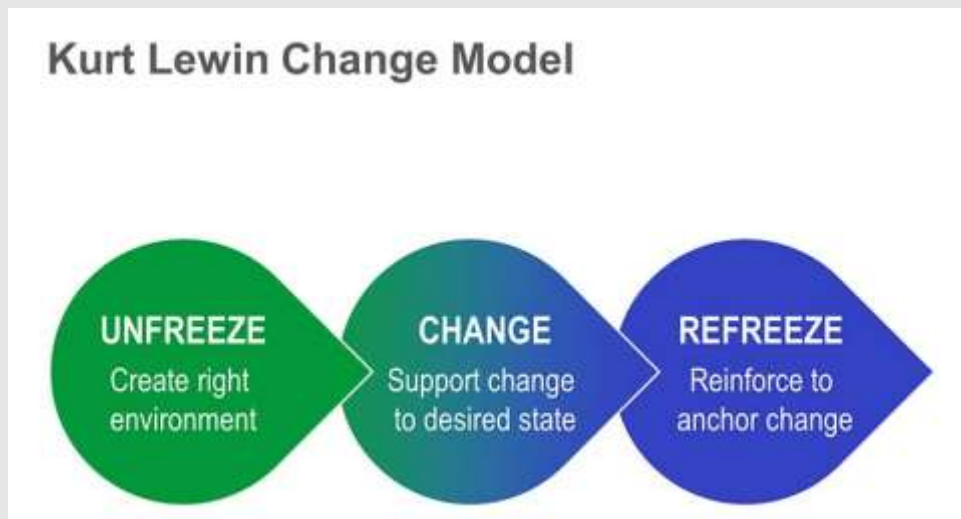 Kurt Lewin Change Model
UNFREEZE
Create right
environment
CHANGE
Support change
to desired state
REFREEZE
Reinforce to
anchor change